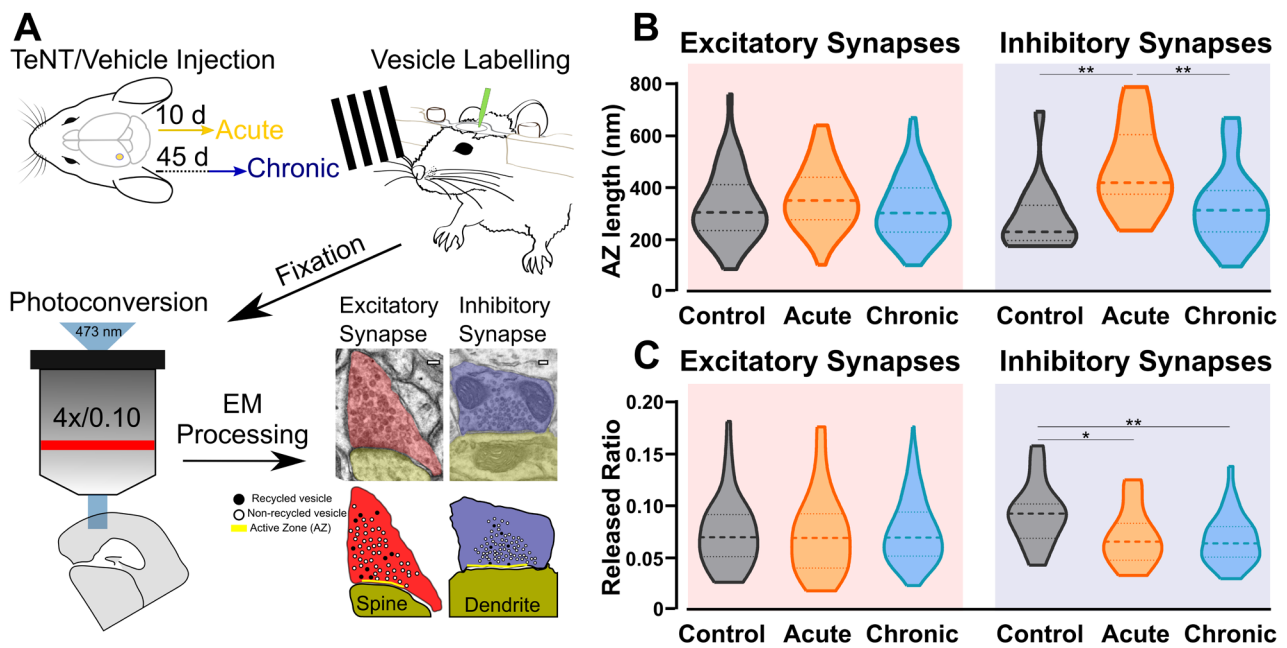 A
TeNT/Vehicle Injection
10 d
Acute
45 d
Chronic
Vesicle Labelling
Fixation
Photoconversion
473 nm
4x/0.10
EM
Processing
Excitatory
Synapse
Inhibitory
Synapse
Recycled vesicle
Non-recycled vesicle
Active Zone (AZ)
Spine
Dendrite
B
Excitatory Synapses
Inhibitory Synapses
** **
AZ length (nm)
800
600
400
200
0
Control Acute Chronic
Control Acute Chronic
C
Excitatory Synapses
Inhibitory Synapses
**
*
Released Ratio
0.20
0.15
0.10
0.05
0
Control Acute Chronic
Control Acute Chronic